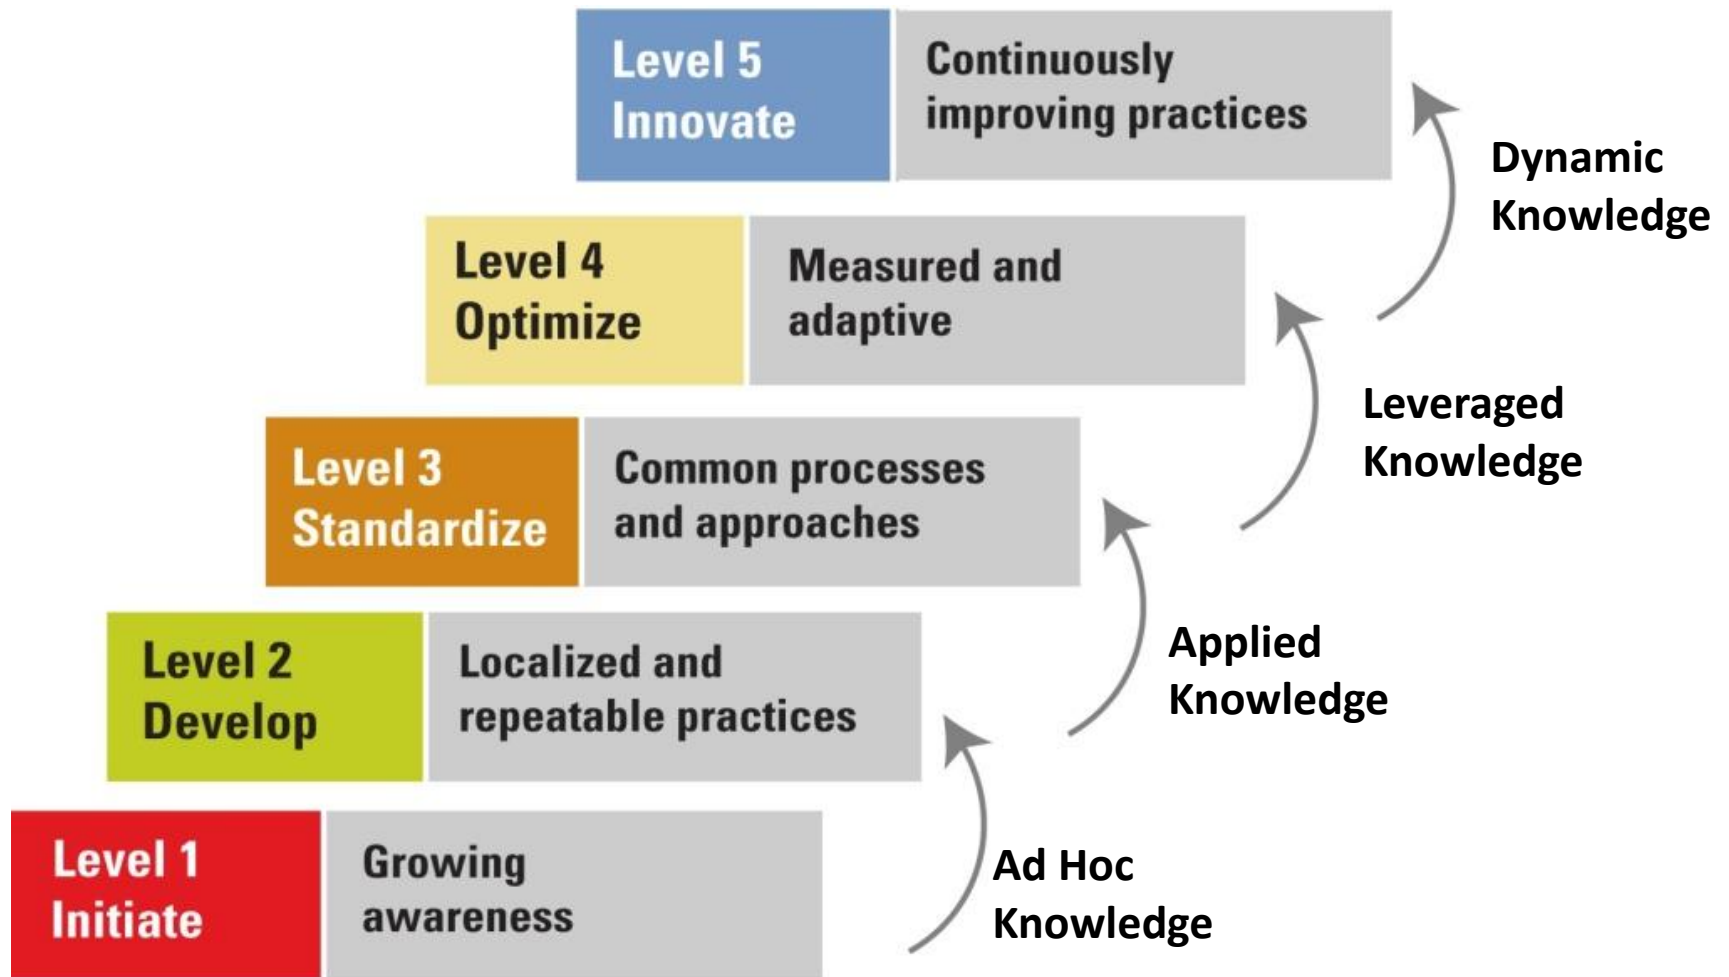 Level 5
Innovate
Continuously
improving practices
Dynamic
Knowledge
Level 4
Optimize
Measured and
adaptive
Leveraged
Knowledge
Level 3
Standardize
Common processes
and approaches
Applied
Knowledge
Level 2
Develop
Localized and
repeatable practices
Ad Hoc
Knowledge
Level 1
Initiate
Growing
awareness